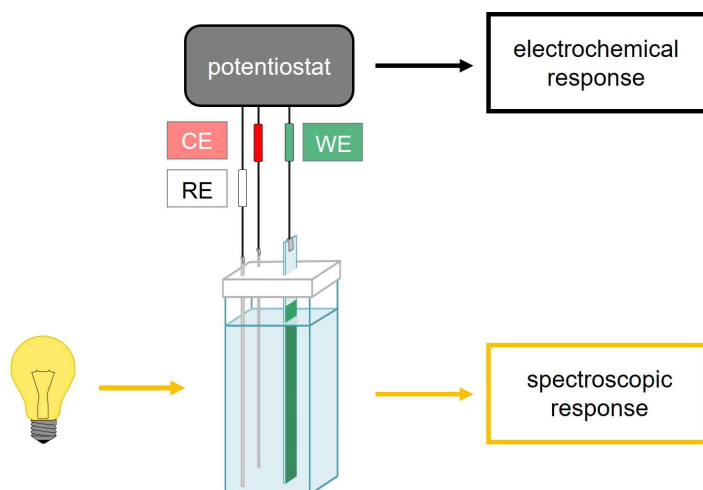 potentiostat
electrochemical
response
CE
WE
RE
spectroscopic
response